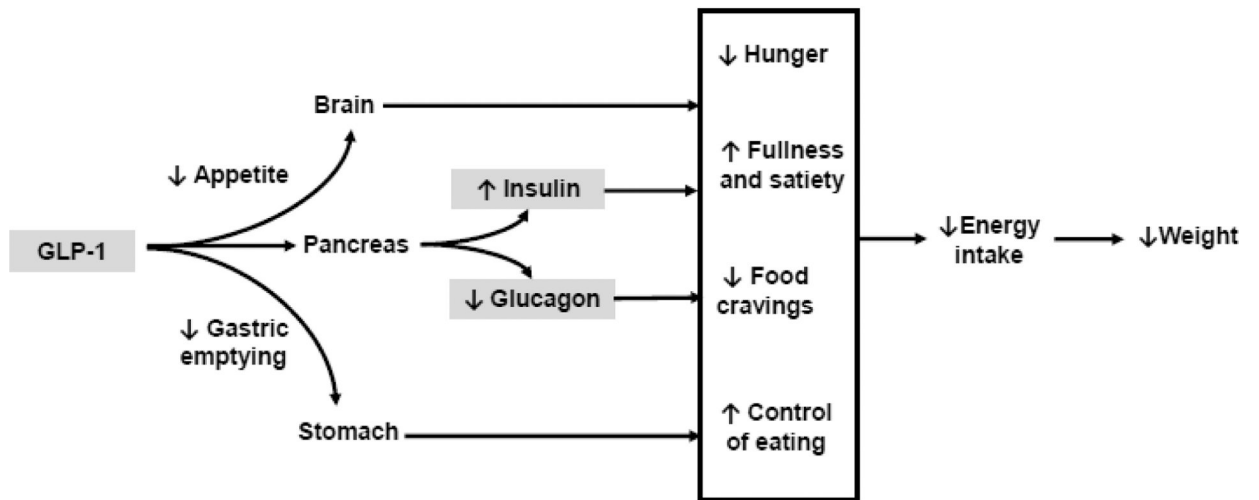 ↓ Hunger
Brain
↓ Appetite
↑ Fullness
and satiety
↑ Insulin
GLP-1
Pancreas
↓Energy
intake
↓Weight
↓ Glucagon
↓ Food
cravings
↓ Gastric
emptying
Stomach
↑ Control
of eating